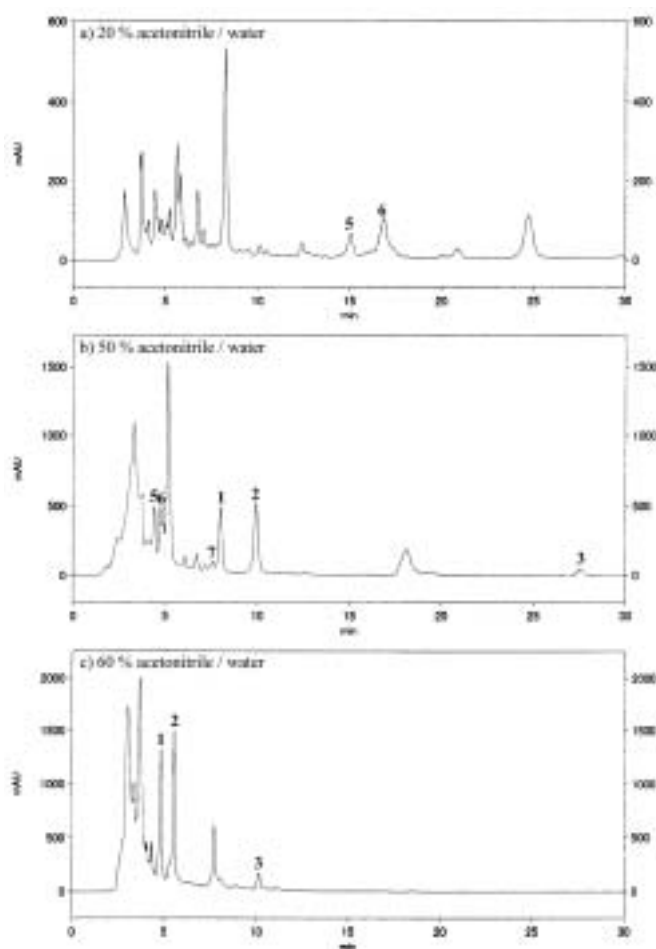 a) 20 % acetonitrile / water
600 600
400 400
mAU
200 200
5 6
0 0
0 5 10 15 20 25 30
min
b) 50 % acetonitrile / water
1500 1500
1000 1000
mAU
500 5 6 1 2 500
7 3
0 0
0 5 10 15 20 25 30
min
c) 60 % acetonitrile / water
2000 2000
1 2
1500 1500
mAU
1000 1000
500 500
3
0 0
0 5 10 15 20 25 30
min